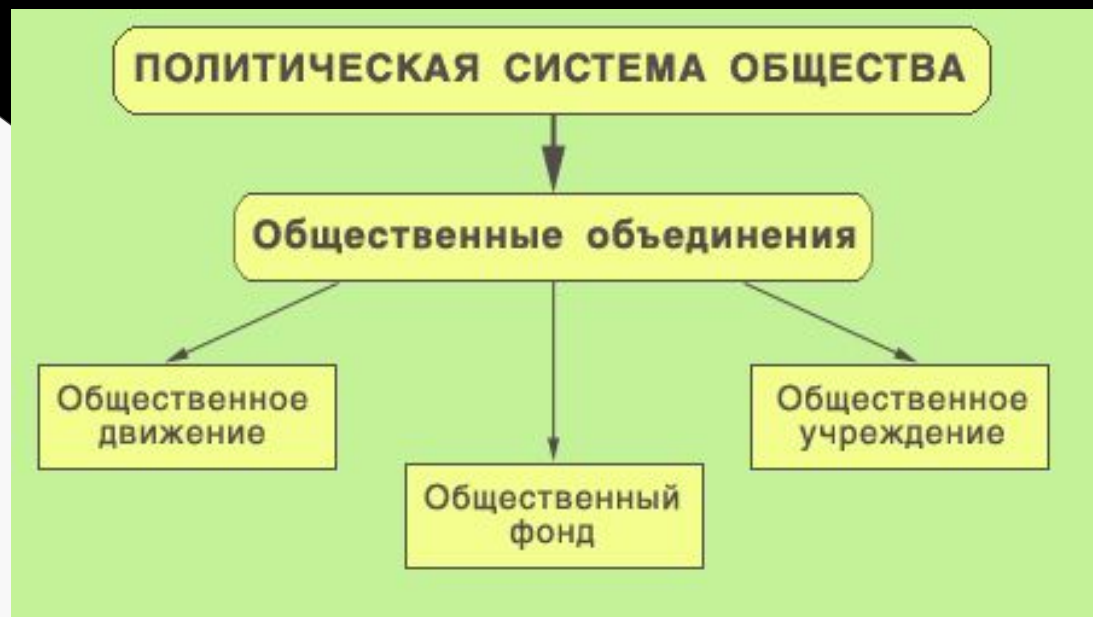 ПОЛИТИЧЕСКАЯ СИСТЕМА ОБЩЕСТВА
Общественные объединения
Общественное
движение
Общественный
фонд
Общественное
учреждение